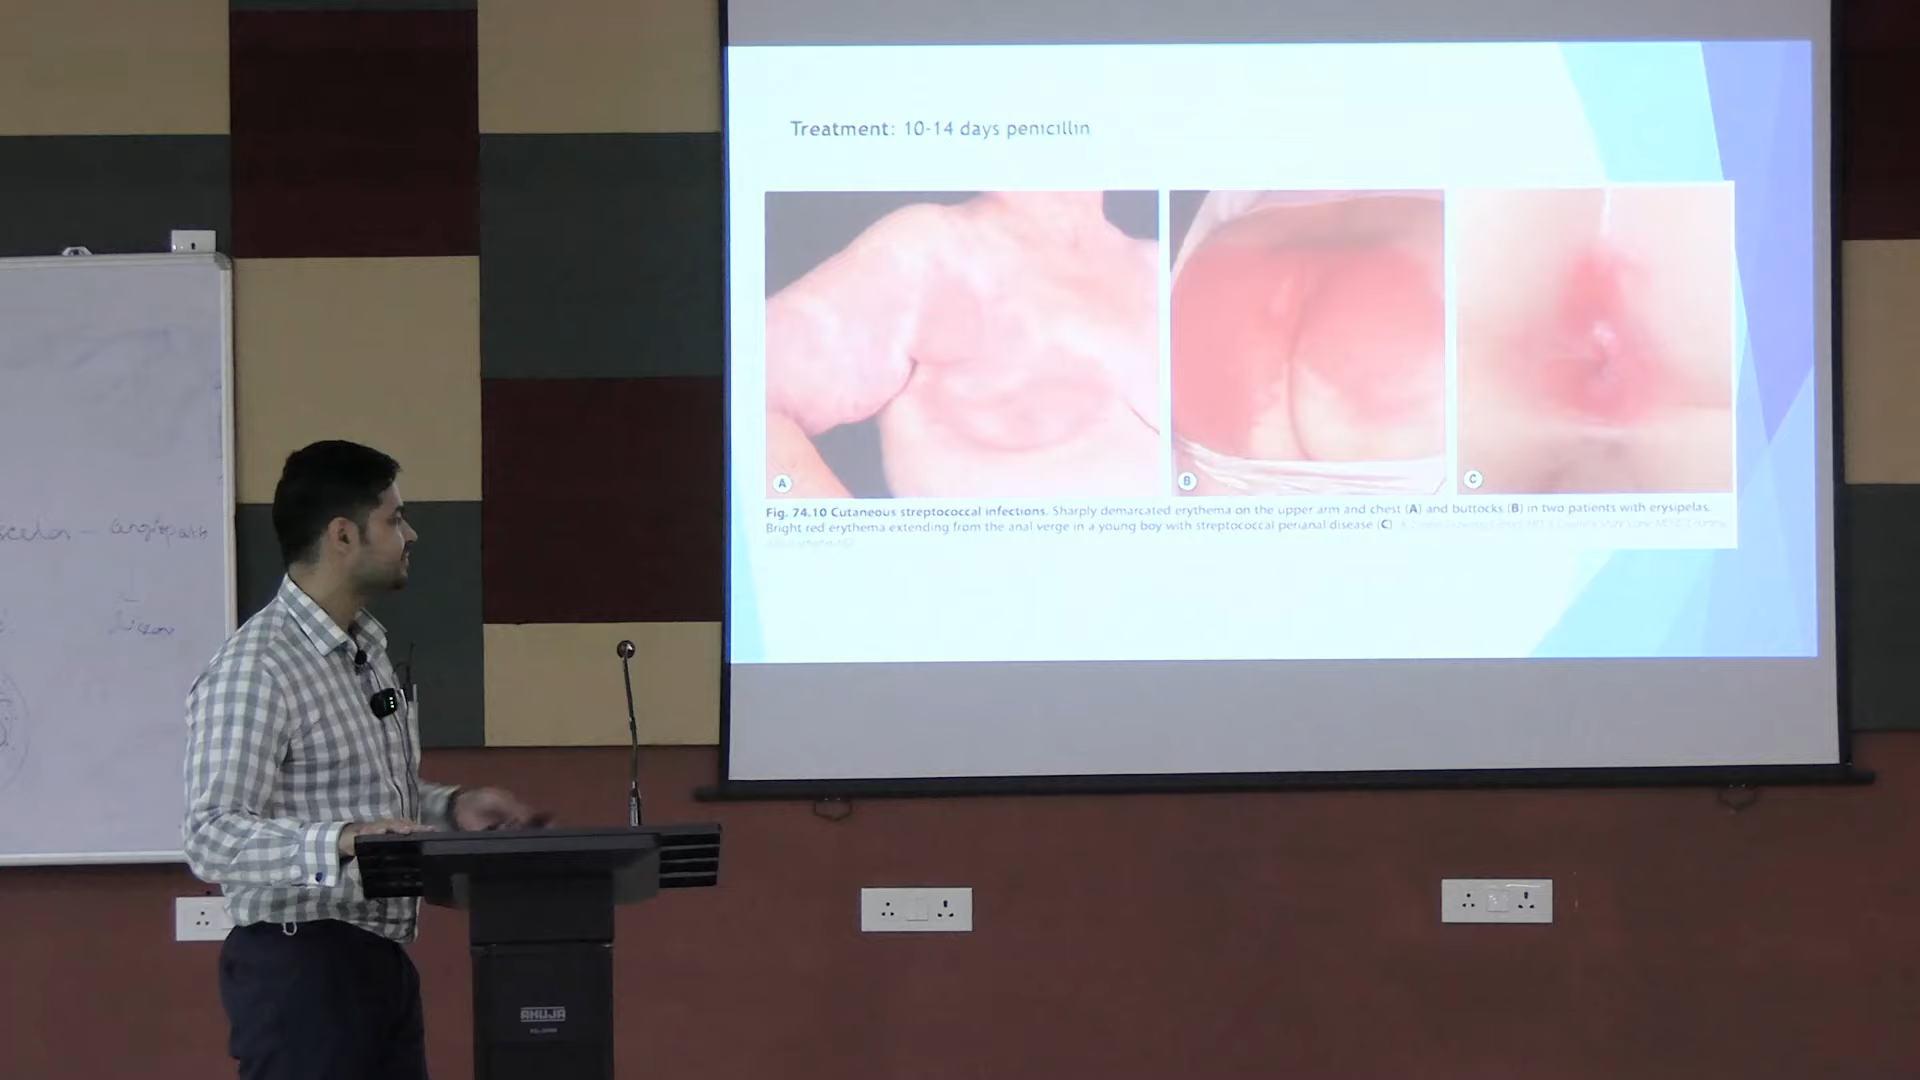 Treatment: 10-14 days penicillin
A
B
C
Fig. 74.10 Cutaneous streptococcal infections. Sharply demarcated erythema on the upper arm and chest (A) and buttocks (B) in two patients with erysipelas.
Bright red erythema extending from the anal verge in a young boy with streptococcal perianal disease (C)
AHUJA